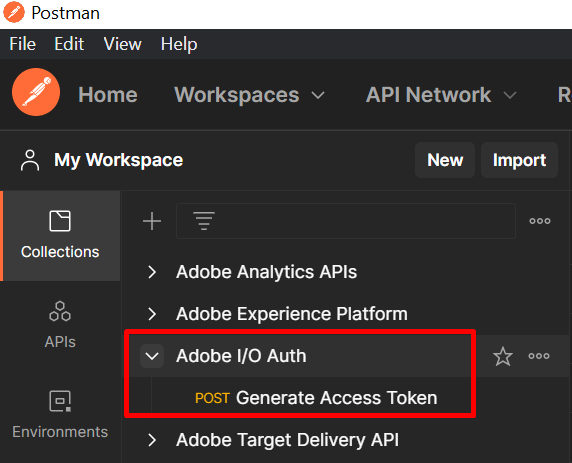 Postman
File Edit View Help
Home Workspaces API Network R
My Workspace New Import
Collections
APIs
Environments
Adobe Analytics APIs
Adobe Experience Platform
Adobe I/O Auth
POST Generate Access Token
Adobe Target Delivery API